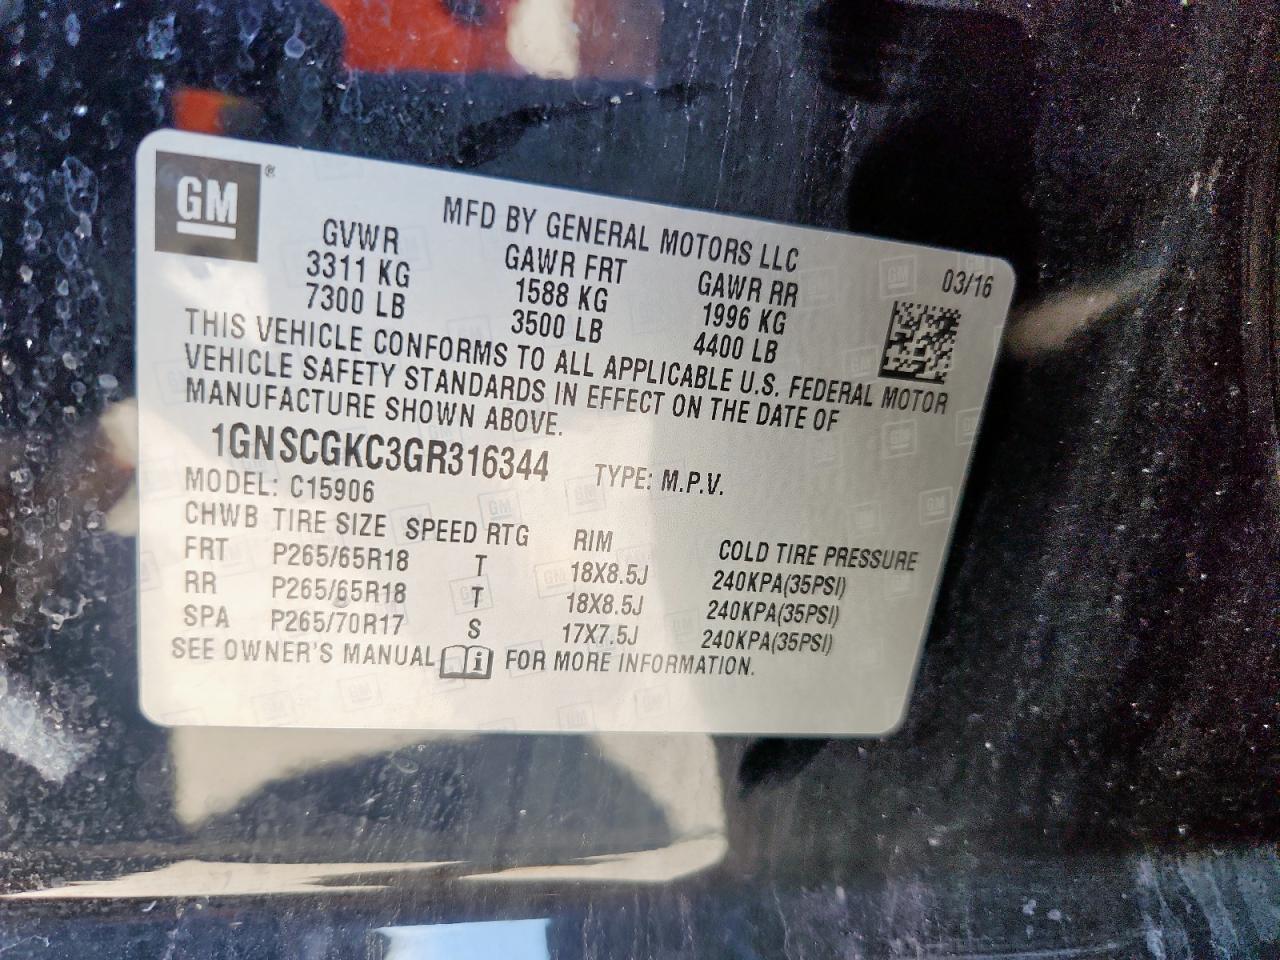 GM®
MFD BY GENERAL MOTORS LLC
03/16
GVWR GAWR FRT GAWR RR
3311 KG 1588 KG 1996 KG
7300 LB 3500 LB 4400 LB
THIS VEHICLE CONFORMS TO ALL APPLICABLE U.S. FEDERAL MOTOR
VEHICLE SAFETY STANDARDS IN EFFECT ON THE DATE OF
MANUFACTURE SHOWN ABOVE.
1GNSCGKC3GR316344 TYPE: M.P.V.
MODEL: C15906
CHWB TIRE SIZE SPEED RTG RIM COLD TIRE PRESSURE
FRT P265/65R18 T 18X8.5J 240KPA(35PSI)
RR P265/65R18 T 18X8.5J 240KPA(35PSI)
SPA P265/70R17 S 17X7.5J 240KPA(35PSI)
SEE OWNER'S MANUAL i FOR MORE INFORMATION.